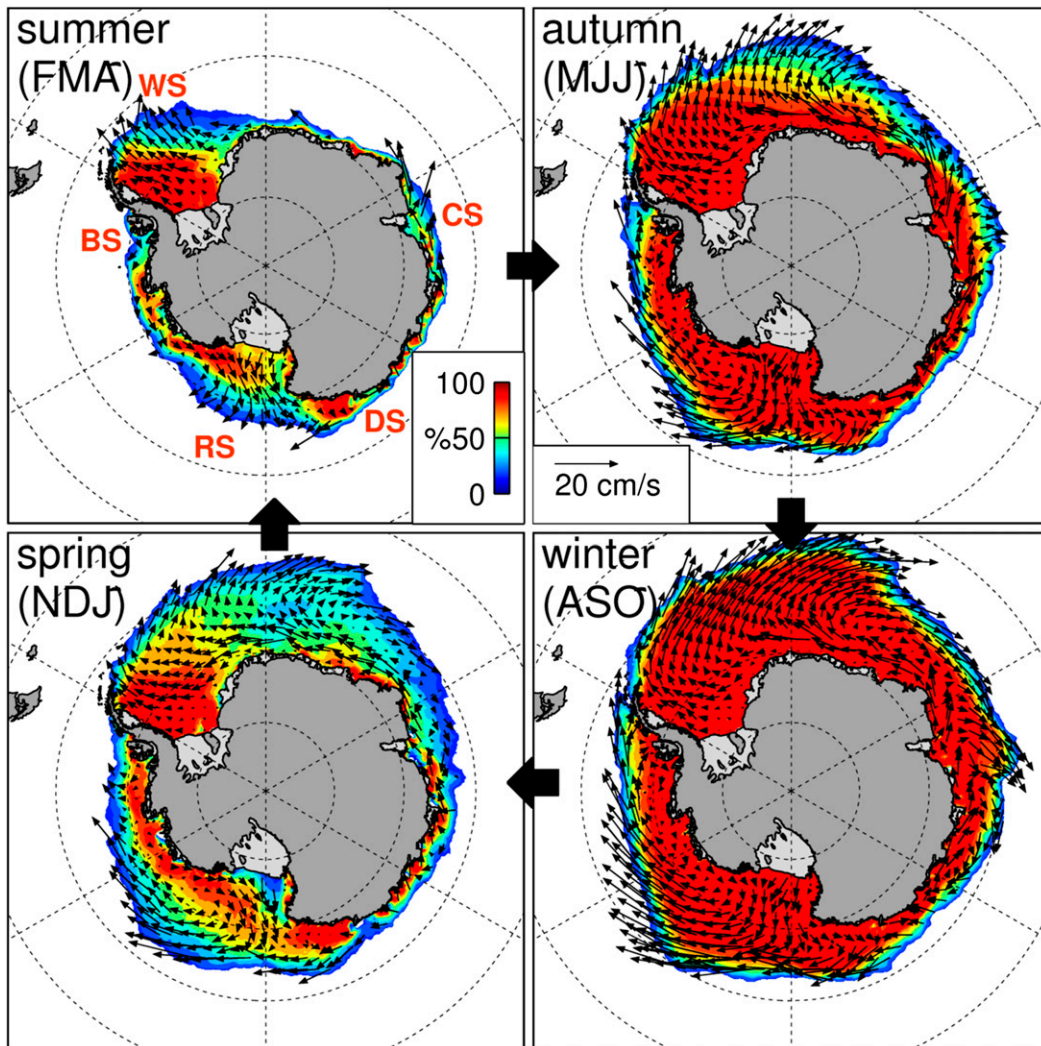 summer
(FMA)
WS
BS
CS
RS
DS
100
%50
0
autumn
(MJJ)
20 cm/s
spring
(NDJ)
winter
(ASO)